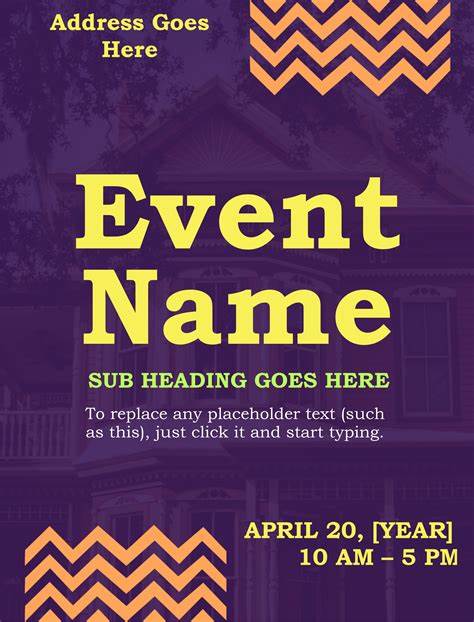 Address Goes
Here
Event
Name
SUB HEADING GOES HERE
To replace any placeholder text (such
as this), just click it and start typing.
APRIL 20, [YEAR]
10 AM – 5 PM